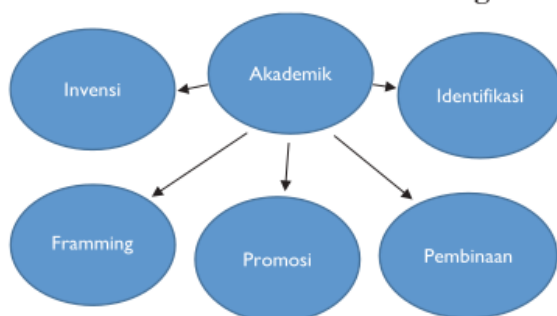 Akademik
Invensi
Identifikasi
Framming
Promosi
Pembinaan